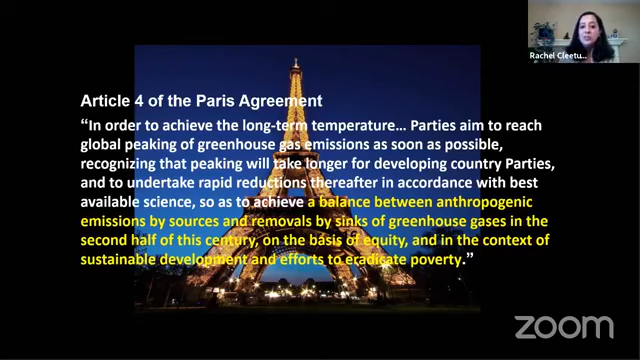 Rachel Cleetu...
Article 4 of the Paris Agreement
“In order to achieve the long-term temperature... Parties aim to reach
global peaking of greenhouse gas emissions as soon as possible,
recognizing that peaking will take longer for developing country Parties,
and to undertake rapid reductions thereafter in accordance with best
available science, so as to achieve a balance between anthropogenic
emissions by sources and removals by sinks of greenhouse gases in the
second half of this century, on the basis of equity, and in the context of
sustainable development and efforts to eradicate poverty.”
zoom